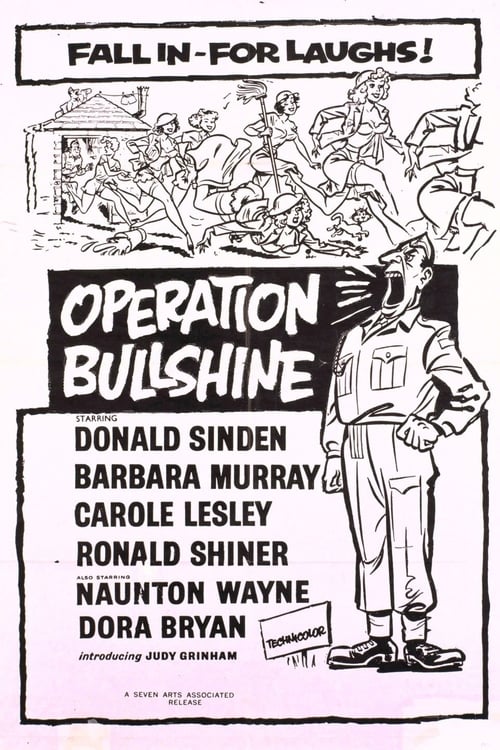 FALL IN-FOR LAUGHS!
OPERATION
BULLSHINE
STARRING
DONALD SINDEN
BARBARA MURRAY
CAROLE LESLEY
RONALD SHINER
ALSO STARRING
NAUNTON WAYNE
DORA BRYAN
introducing JUDY GRINHAM
TECHNICOLOR
A SEVEN ARTS ASSOCIATED
RELEASE